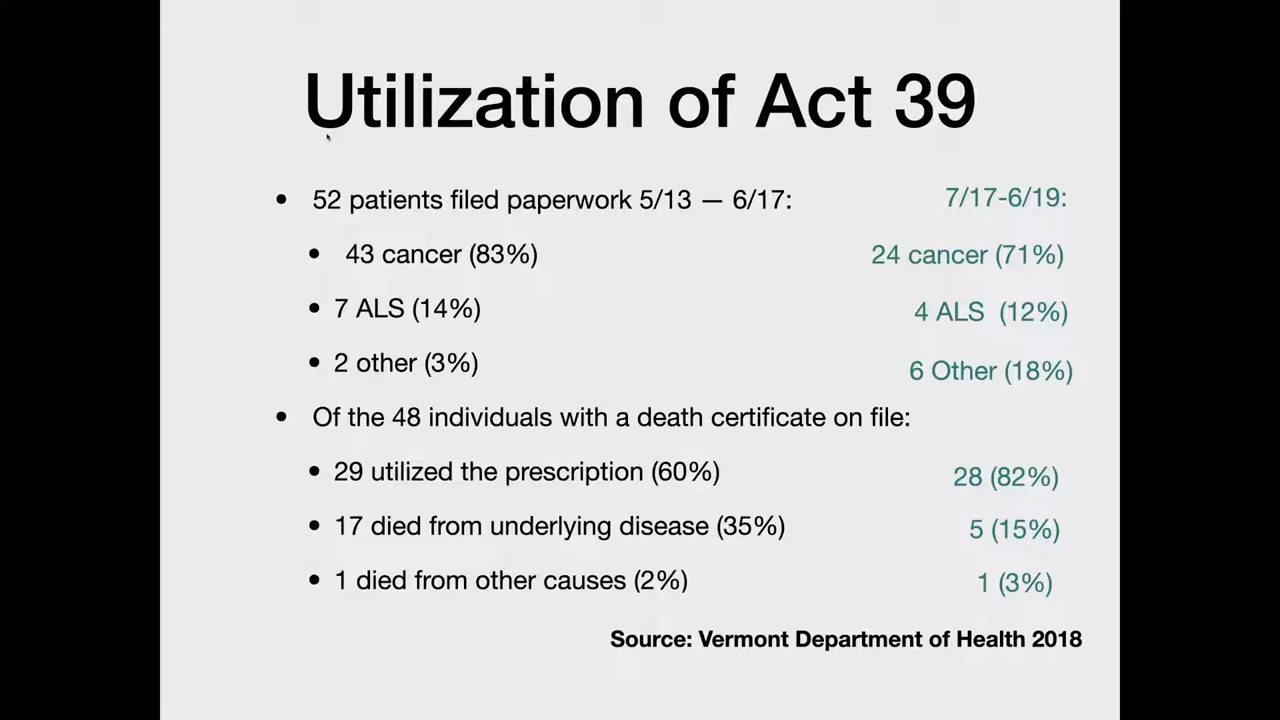 Utilization of Act 39
• 52 patients filed paperwork 5/13 — 6/17: 7/17-6/19:
• 43 cancer (83%) 24 cancer (71%)
• 7 ALS (14%) 4 ALS (12%)
• 2 other (3%) 6 Other (18%)
• Of the 48 individuals with a death certificate on file:
• 29 utilized the prescription (60%) 28 (82%)
• 17 died from underlying disease (35%) 5 (15%)
• 1 died from other causes (2%) 1 (3%)
Source: Vermont Department of Health 2018